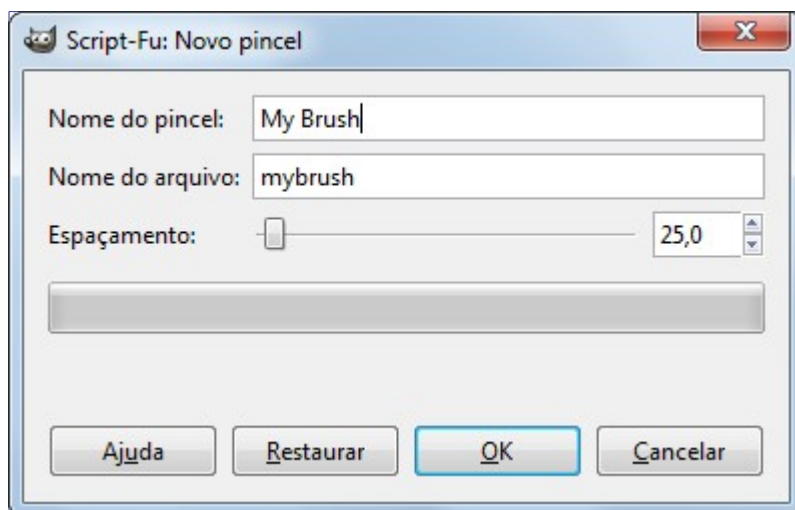 Script-Fu: Novo pincel
Nome do pincel: My Brush
Nome do arquivo: mybrush
Espaçamento: 25,0
Ajuda Restaurar OK Cancelar